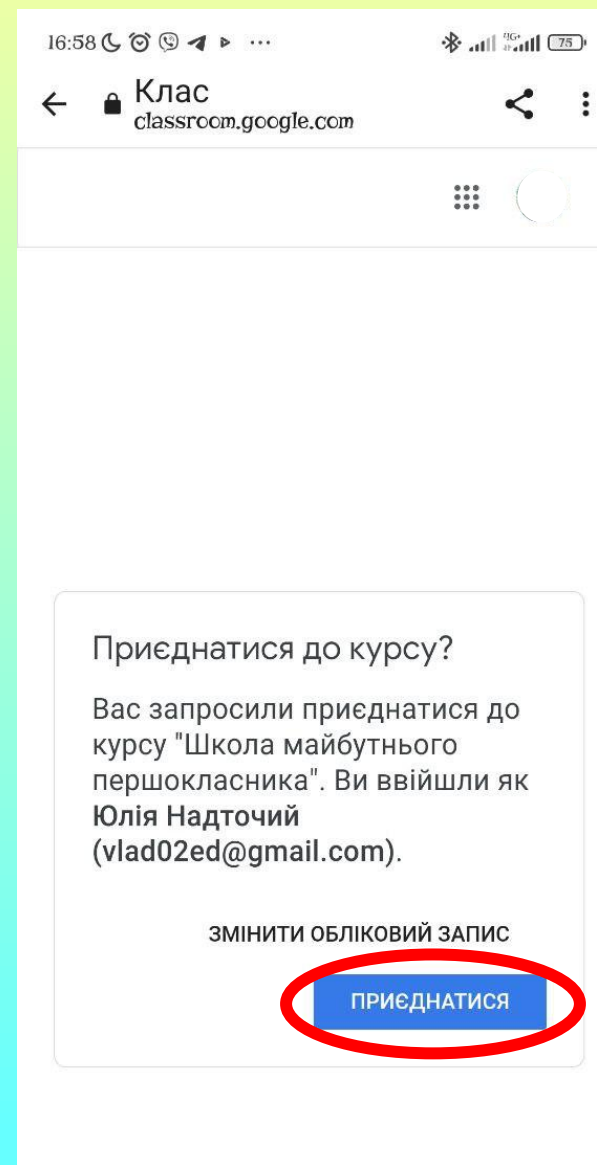 16:58
75
Клас
classroom.google.com
Приєднатися до курсу?
Вас запросили приєднатися до
курсу "Школа майбутнього
першокласника". Ви ввійшли як
Юлія Надточий
(vlad02ed@gmail.com).
ЗМІНИТИ ОБЛІКОВИЙ ЗАПИС
ПРИЄДНАТИСЯ